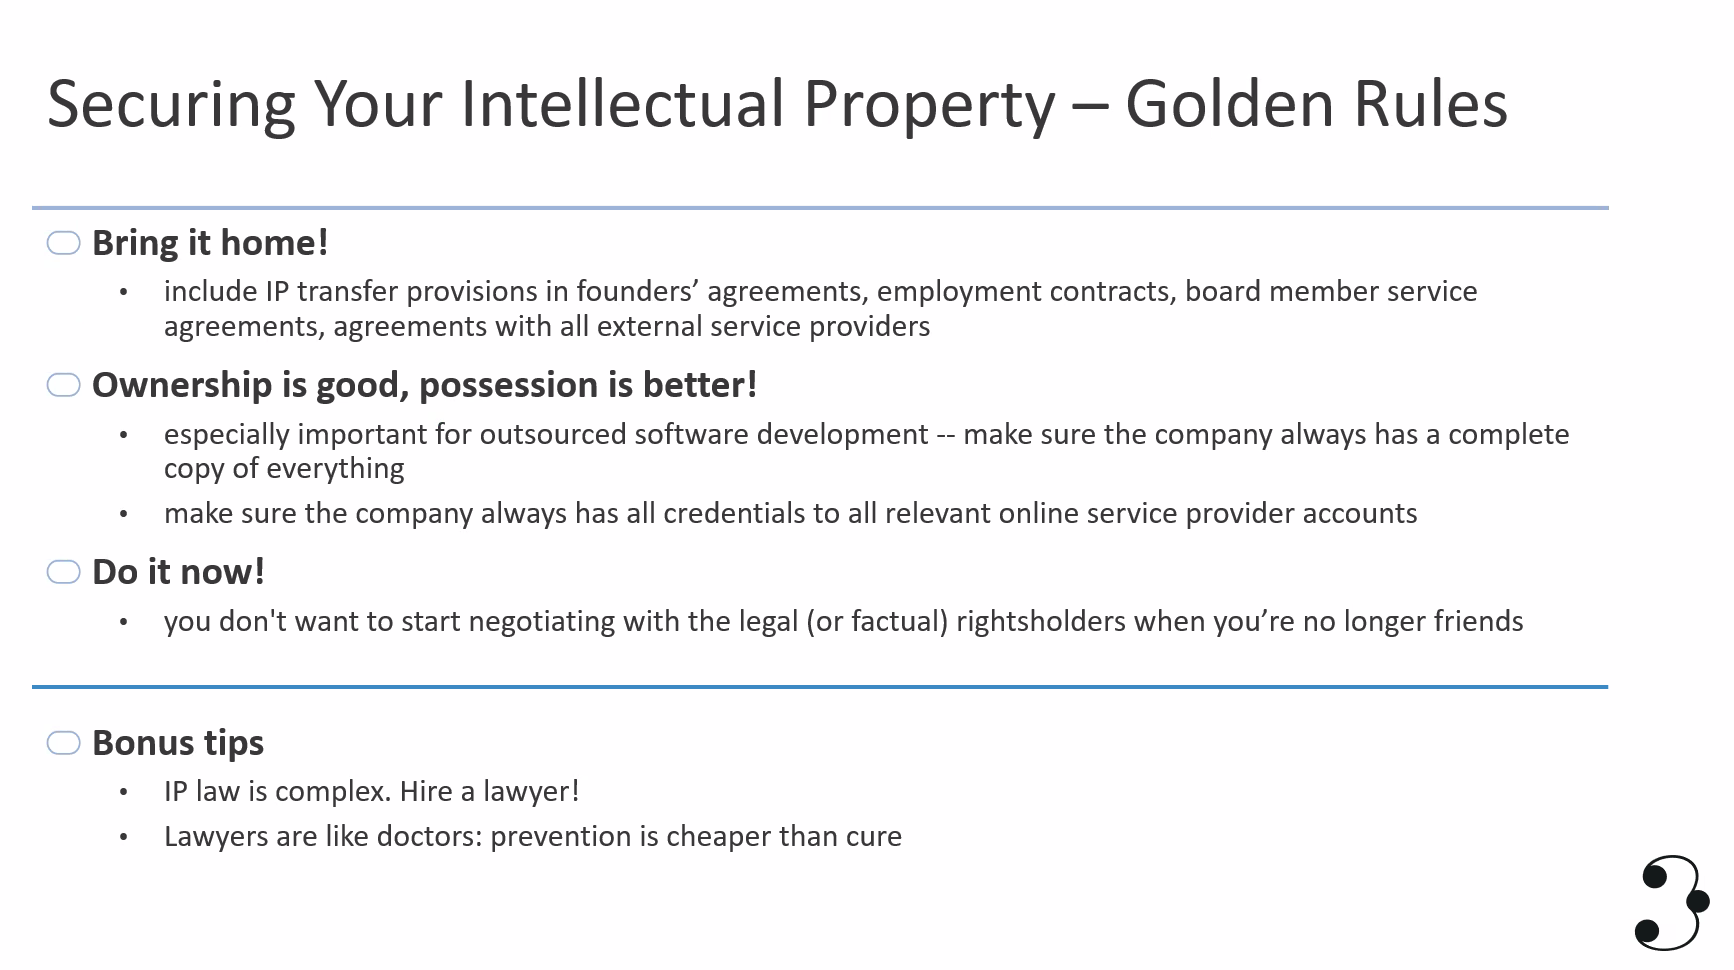 Securing Your Intellectual Property – Golden Rules
Bring it home!
• include IP transfer provisions in founders’ agreements, employment contracts, board member service
agreements, agreements with all external service providers
Ownership is good, possession is better!
• especially important for outsourced software development -- make sure the company always has a complete
copy of everything
• make sure the company always has all credentials to all relevant online service provider accounts
Do it now!
• you don't want to start negotiating with the legal (or factual) rightsholders when you’re no longer friends
Bonus tips
• IP law is complex. Hire a lawyer!
• Lawyers are like doctors: prevention is cheaper than cure
3